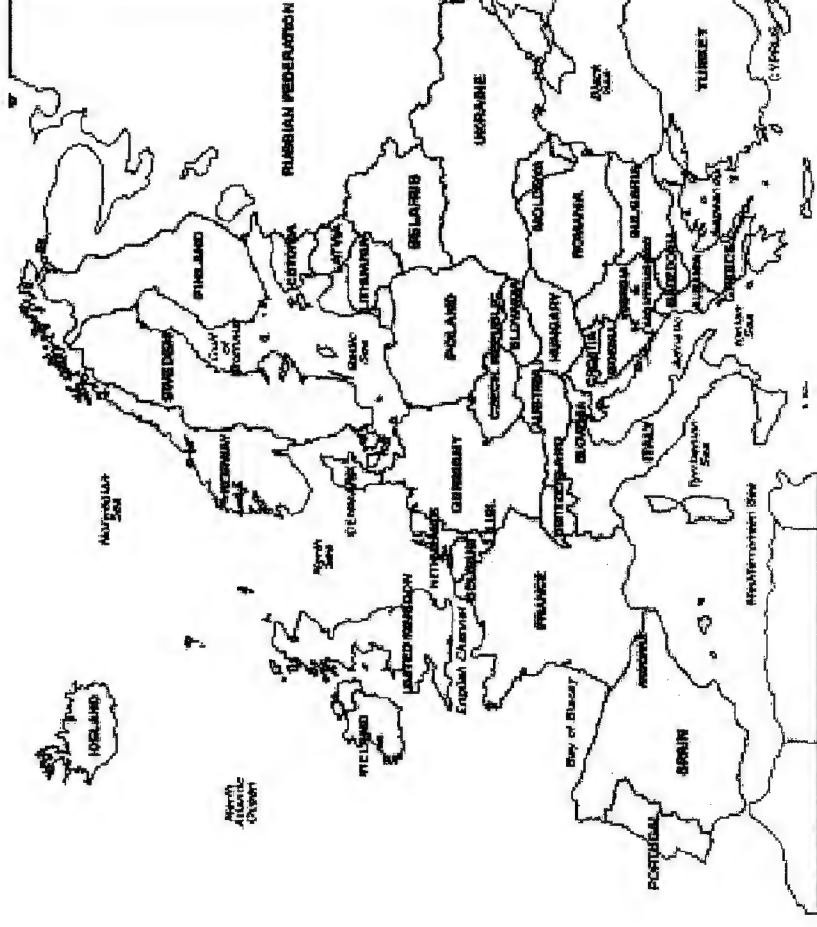 ICELAND
Norwegian
Sea
North
Atlantic
Ocean
SWEDEN
FINLAND
NORWAY
Gulf
of
Bothnia
RUSSIAN FEDERATION
ESTONIA
LATVIA
LITHUANIA
Baltic
Sea
North
Sea
DENMARK
IRELAND
UNITED KINGDOM
NETHERLANDS
BELGIUM
LUX.
English Channel
GERMANY
POLAND
BELARUS
UKRAINE
CZECH REPUBLIC
SLOVAKIA
AUSTRIA
HUNGARY
MOLDOVA
ROMANIA
FRANCE
SWITZERLAND
SLOVENIA
CROATIA
BULGARIA
Black
Sea
Bay of Biscay
ANDORRA
ITALY
Adriatic
ALBANIA
MACEDONIA
GREECE
TURKEY
CYPRUS
PORTUGAL
SPAIN
Tyrrhenian
Sea
Ionian
Sea
Mediterranean Sea